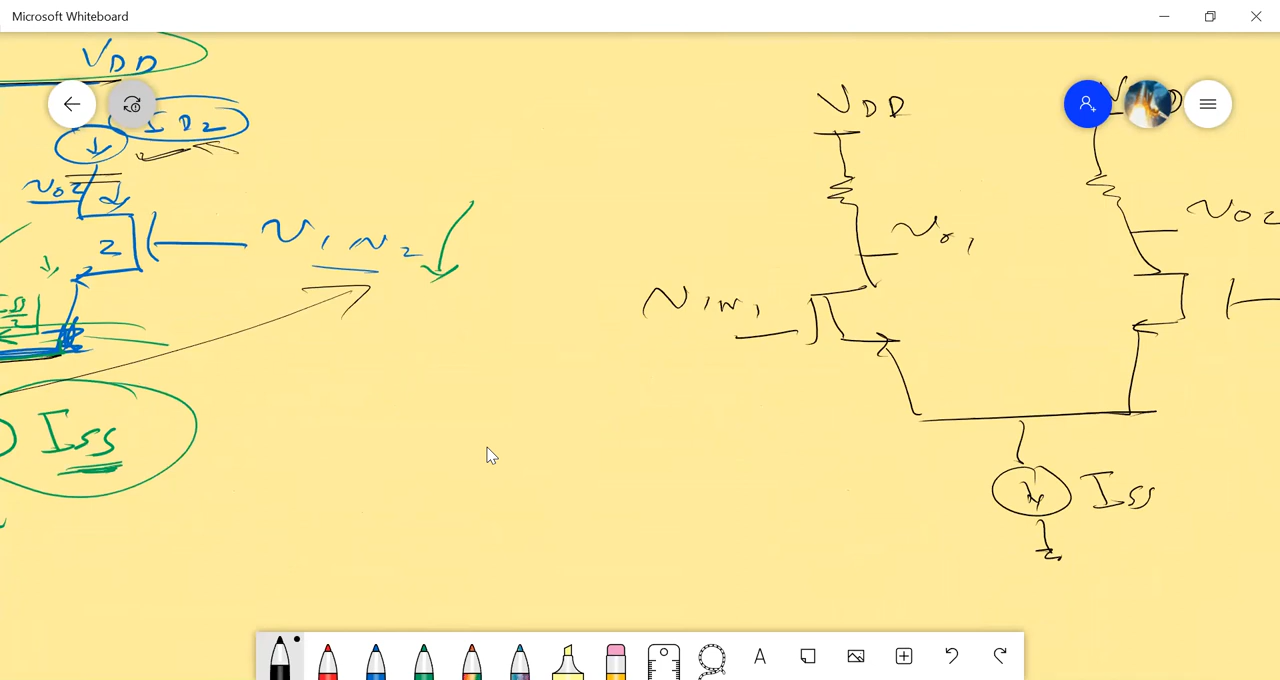 Microsoft Whiteboard
VDD
ID2
vo2
d
2
vIN2
ISS
VDD
vo1
vIN1
vo2
ISS
A